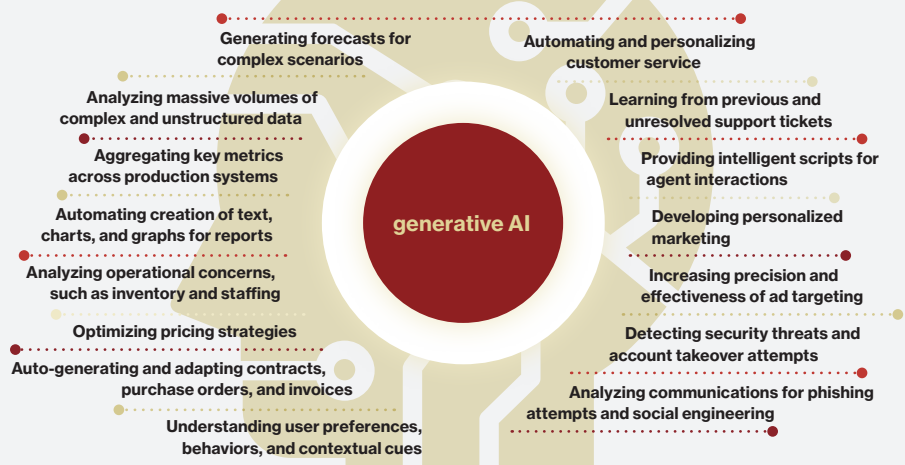 Generating forecasts for
complex scenarios
Analyzing massive volumes of
complex and unstructured data
Aggregating key metrics
across production systems
Automating creation of text,
charts, and graphs for reports
Analyzing operational concerns,
such as inventory and staffing
Optimizing pricing strategies
Auto-generating and adapting contracts,
purchase orders, and invoices
Understanding user preferences,
behaviors, and contextual cues
generative AI
Automating and personalizing
customer service
Learning from previous and
unresolved support tickets
Providing intelligent scripts for
agent interactions
Developing personalized
marketing
Increasing precision and
effectiveness of ad targeting
Detecting security threats and
account takeover attempts
Analyzing communications for phishing
attempts and social engineering